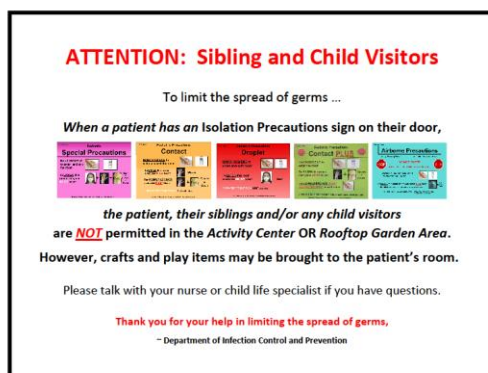 ATTENTION: Sibling and Child Visitors
To limit the spread of germs ...
When a patient has an Isolation Precautions sign on their door,
Special Precautions
Contact
Droplet
Contact PLUS
Airborne Precautions
the patient, their siblings and/or any child visitors
are NOT permitted in the Activity Center OR Rooftop Garden Area.
However, crafts and play items may be brought to the patient's room.
Please talk with your nurse or child life specialist if you have questions.
Thank you for your help in limiting the spread of germs,
~ Department of Infection Control and Prevention